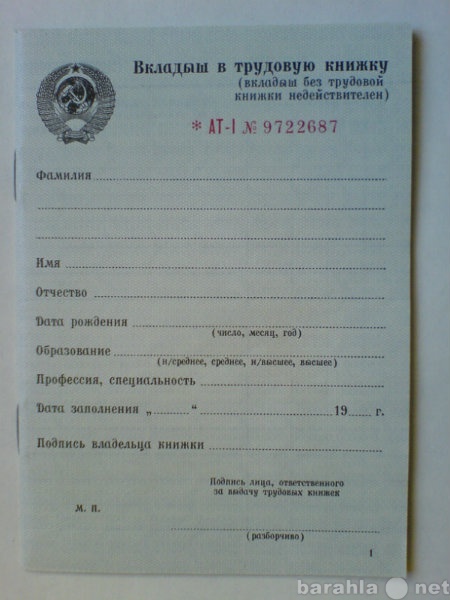 Вкладыш в трудовую книжку
(вкладыш без трудовой
книжки недействителен)
* АТ-I № 9722687
Фамилия
Имя
Отчество
Дата рождения
(число, месяц, год)
Образование
(н/среднее, среднее, н/высшее, высшее)
Профессия, специальность
Дата заполнения „ “ 19 г.
Подпись владельца книжки
Подпись лица, ответственного
за выдачу трудовых книжек
М. П.
(разборчиво)
1
barahla.net